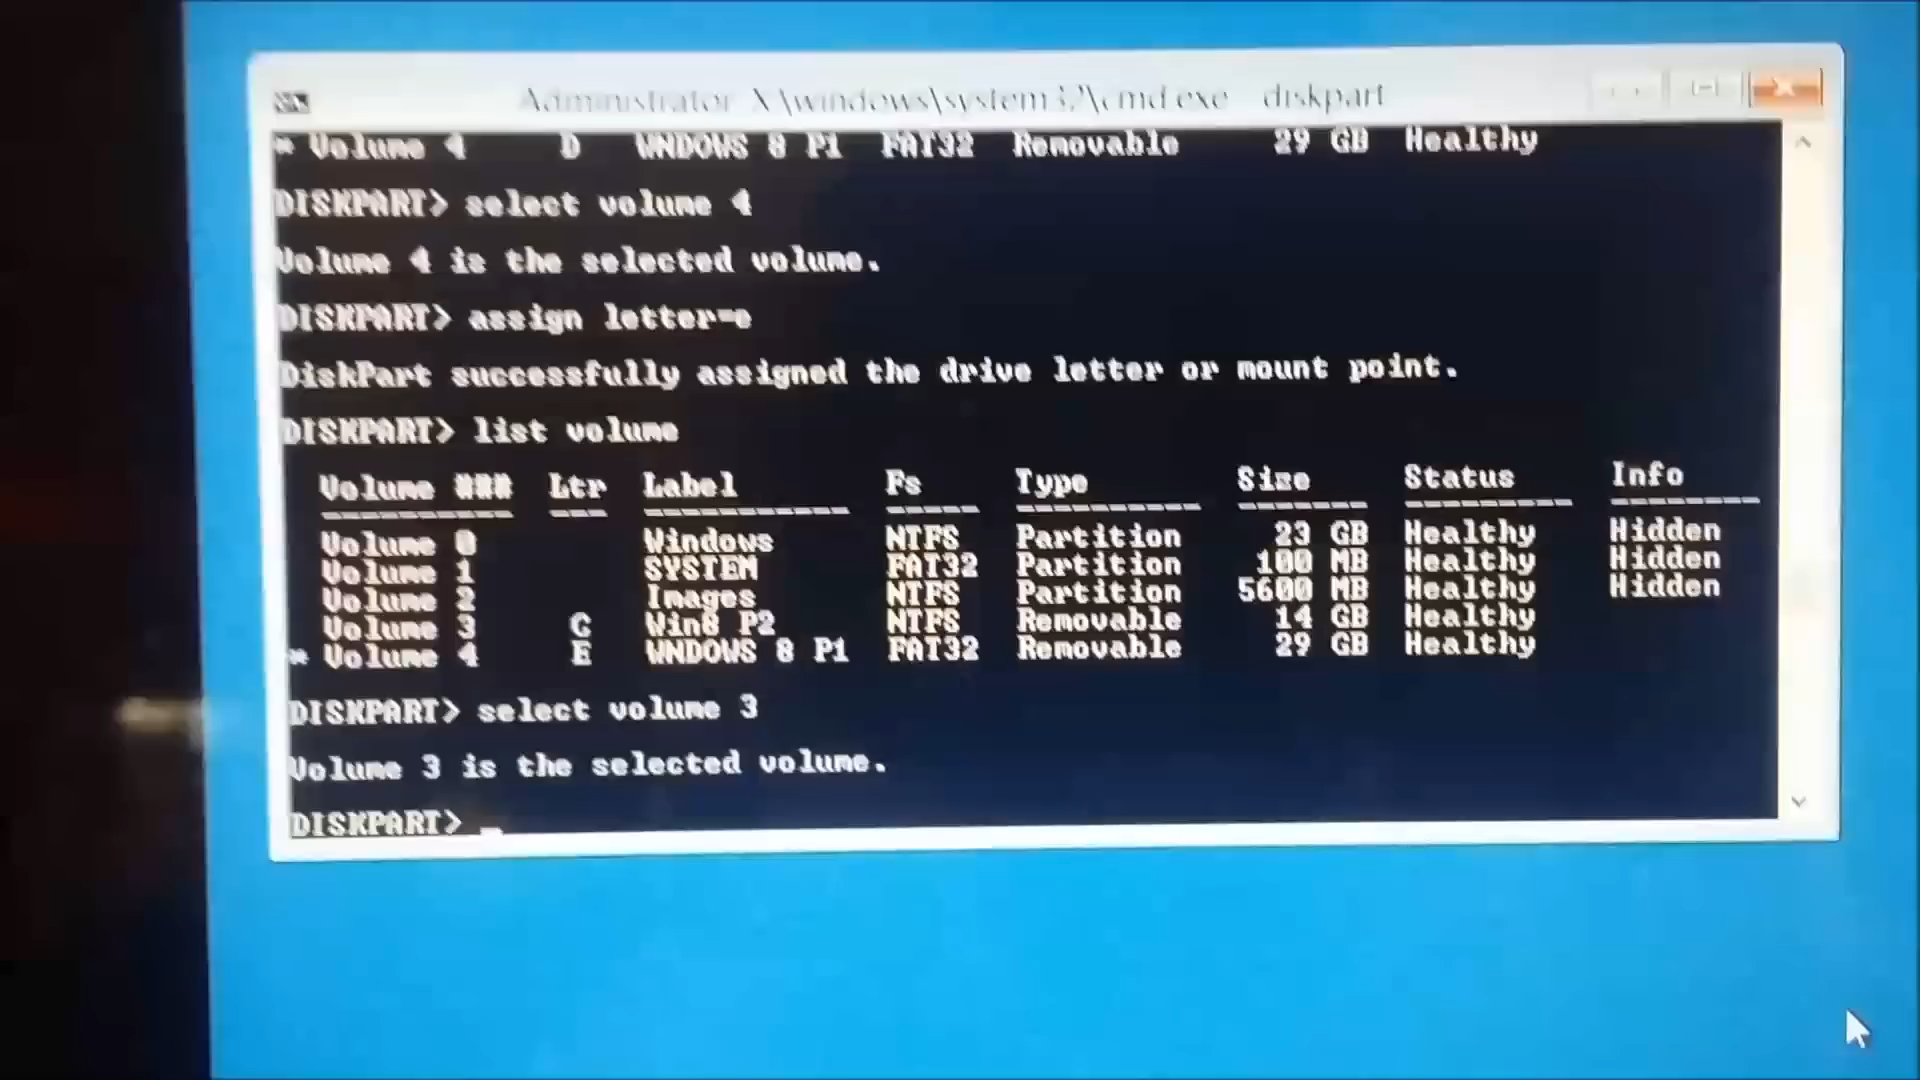 Administrator X:\windows\system32\cmd.exe - diskpart
* Volume 4 D WNDOWS 8 P1 FAT32 Removable 29 GB Healthy
DISKPART> select volume 4
Volume 4 is the selected volume.
DISKPART> assign letter=e
DiskPart successfully assigned the drive letter or mount point.
DISKPART> list volume
Volume ### Ltr Label Fs Type Size Status Info
Volume 0 Windows NTFS Partition 23 GB Healthy Hidden
Volume 1 SYSTEM FAT32 Partition 100 MB Healthy Hidden
Volume 2 Images NTFS Partition 5600 MB Healthy Hidden
Volume 3 C Win8 P2 NTFS Removable 14 GB Healthy
* Volume 4 E WNDOWS 8 P1 FAT32 Removable 29 GB Healthy
DISKPART> select volume 3
Volume 3 is the selected volume.
DISKPART>